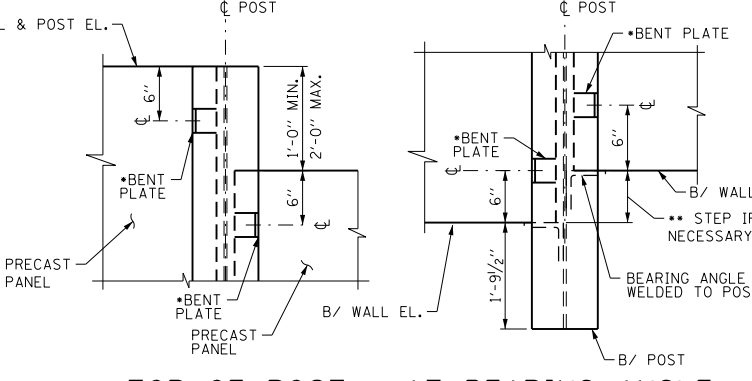 ℄ POST
L & POST EL.
6"
℄
1'-0" MIN.
2'-0" MAX.
*BENT
PLATE
6"
℄
PRECAST
PANEL
*BENT
PLATE
PRECAST
PANEL
℄ POST
*BENT PLATE
℄
6"
*BENT
PLATE
℄
6"
B/ WALL
** STEP IF
NECESSARY
B/ WALL EL.
1'-9½"
BEARING ANGLE
WELDED TO POS
B/ POST